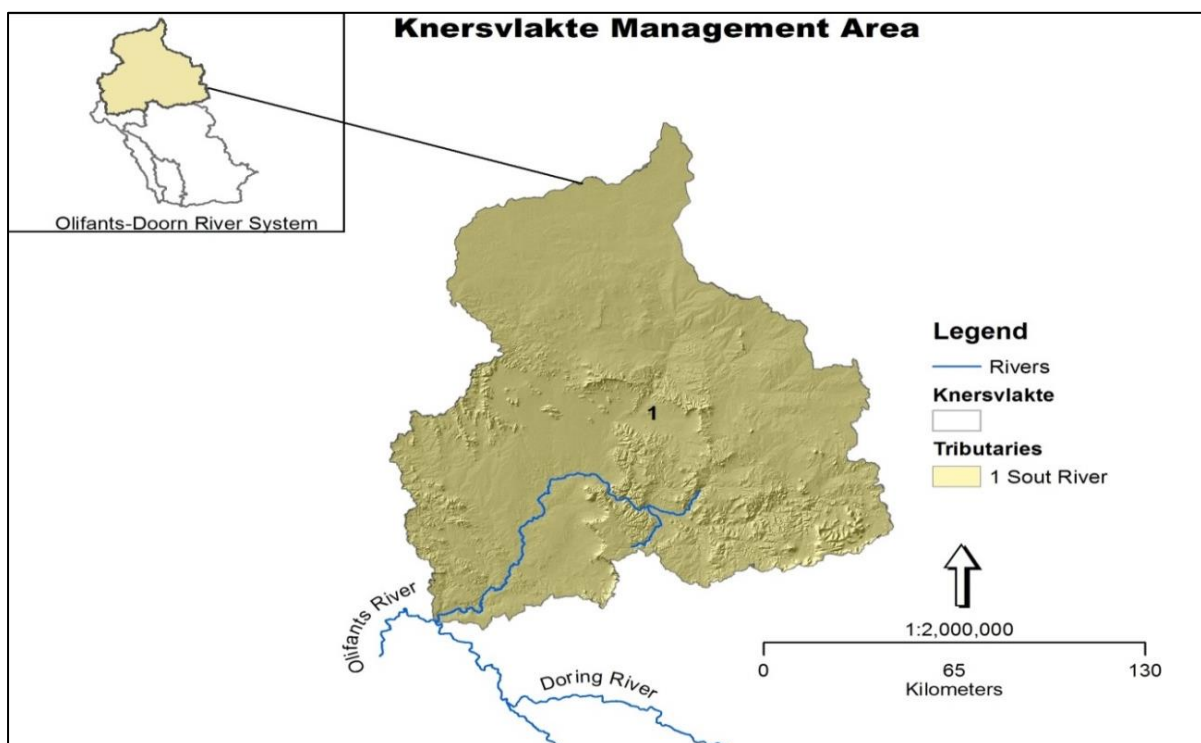 Knersvlakte Management Area
Olifants-Doorn River System
1
Legend
Rivers
Knersvlakte
Tributaries
1 Sout River
Olifants River
Doring River
1:2,000,000
0 65 130
Kilometers